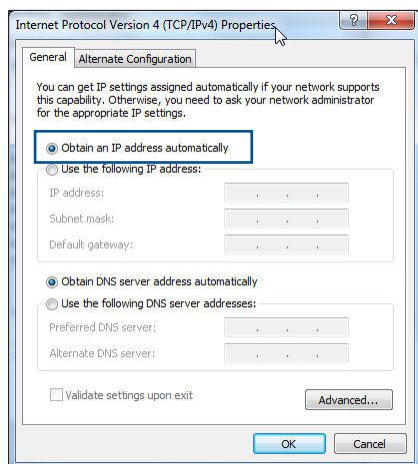 Internet Protocol Version 4 (TCP/IPv4) Properties
General
Alternate Configuration
You can get IP settings assigned automatically if your network supports
this capability. Otherwise, you need to ask your network administrator
for the appropriate IP settings.
Obtain an IP address automatically
Use the following IP address:
IP address:
Subnet mask:
Default gateway:
Obtain DNS server address automatically
Use the following DNS server addresses:
Preferred DNS server:
Alternate DNS server:
Validate settings upon exit
Advanced...
OK
Cancel